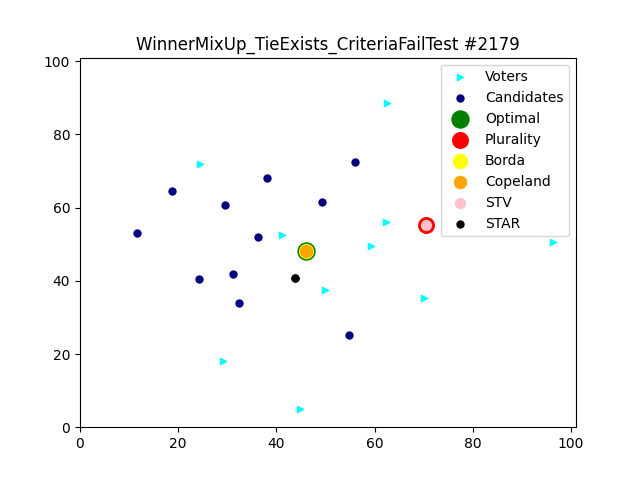 WinnerMixUp_TieExists_CriteriaFailTest #2179
Voters
Candidates
Optimal
Plurality
Borda
Copeland
STV
STAR
100
80
60
40
20
0
0 20 40 60 80 100